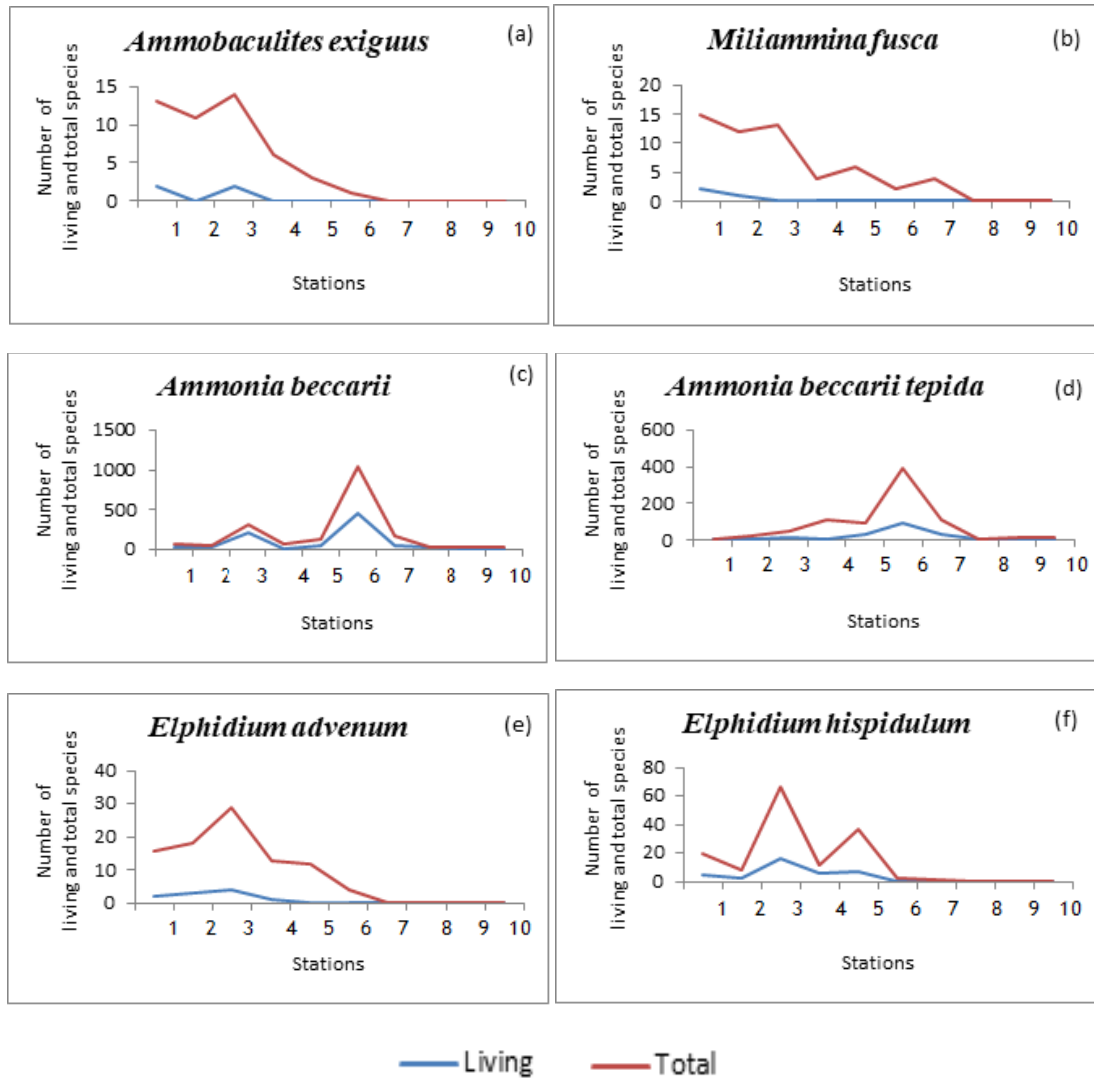 Ammobaculites exiguus
(a)
Number of
living and total species
15
10
5
0
1 2 3 4 5 6 7 8 9 10
Stations
Miliammina fusca
(b)
Number of
living and total species
20
15
10
5
0
1 2 3 4 5 6 7 8 9 10
Stations
Ammonia beccarii
(c)
Number of
living and total species
1500
1000
500
0
1 2 3 4 5 6 7 8 9 10
Stations
Ammonia beccarii tepida
(d)
Number of
living and total species
600
400
200
0
1 2 3 4 5 6 7 8 9 10
Stations
Elphidium advenum
(e)
Number of
living and total species
40
30
20
10
0
1 2 3 4 5 6 7 8 9 10
Stations
Elphidium hispidulum
(f)
Number of
living and total species
80
60
40
20
0
1 2 3 4 5 6 7 8 9 10
Stations
Living Total